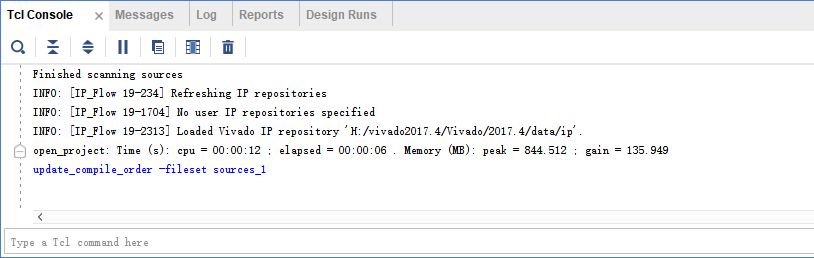 Tcl Console × Messages Log Reports Design Runs
Finished scanning sources
INFO: [IP_Flow 19-234] Refreshing IP repositories
INFO: [IP_Flow 19-1704] No user IP repositories specified
INFO: [IP_Flow 19-2313] Loaded Vivado IP repository 'H:/vivado2017.4/Vivado/2017.4/data/ip'.
open_project: Time (s): cpu = 00:00:12 ; elapsed = 00:00:06 . Memory (MB): peak = 844.512 ; gain = 135.949
update_compile_order -fileset sources_1
Type a Tcl command here